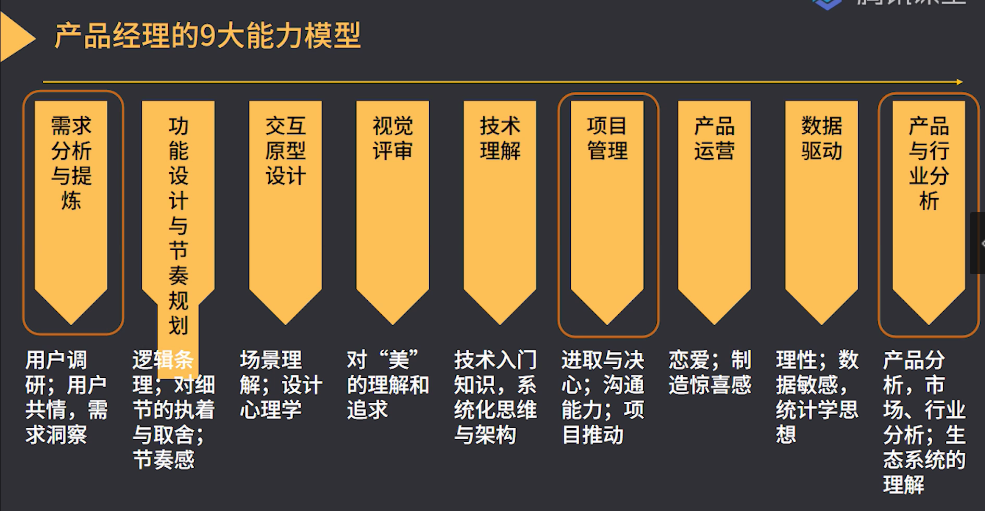 腾讯课堂
产品经理的9大能力模型
需求
分析
与提
炼
功
能
设
计
与
节
奏
规
划
交互
原型
设计
视觉
评审
技术
理解
项目
管理
产品
运营
数据
驱动
产品
与行
业分
析
用户调
研；用户
共情，需
求洞察
逻辑条
理；对细
节的执着
与取舍；
节奏感
场景理
解；设计
心理学
对“美”
的理解和
追求
技术入门
知识，系
统化思维
与架构
进取与决
心；沟通
能力；项
目推动
恋爱；制
造惊喜感
理性；数
据敏感，
统计学思
想
产品分
析，市
场、行业
分析；生
态系统的
理解